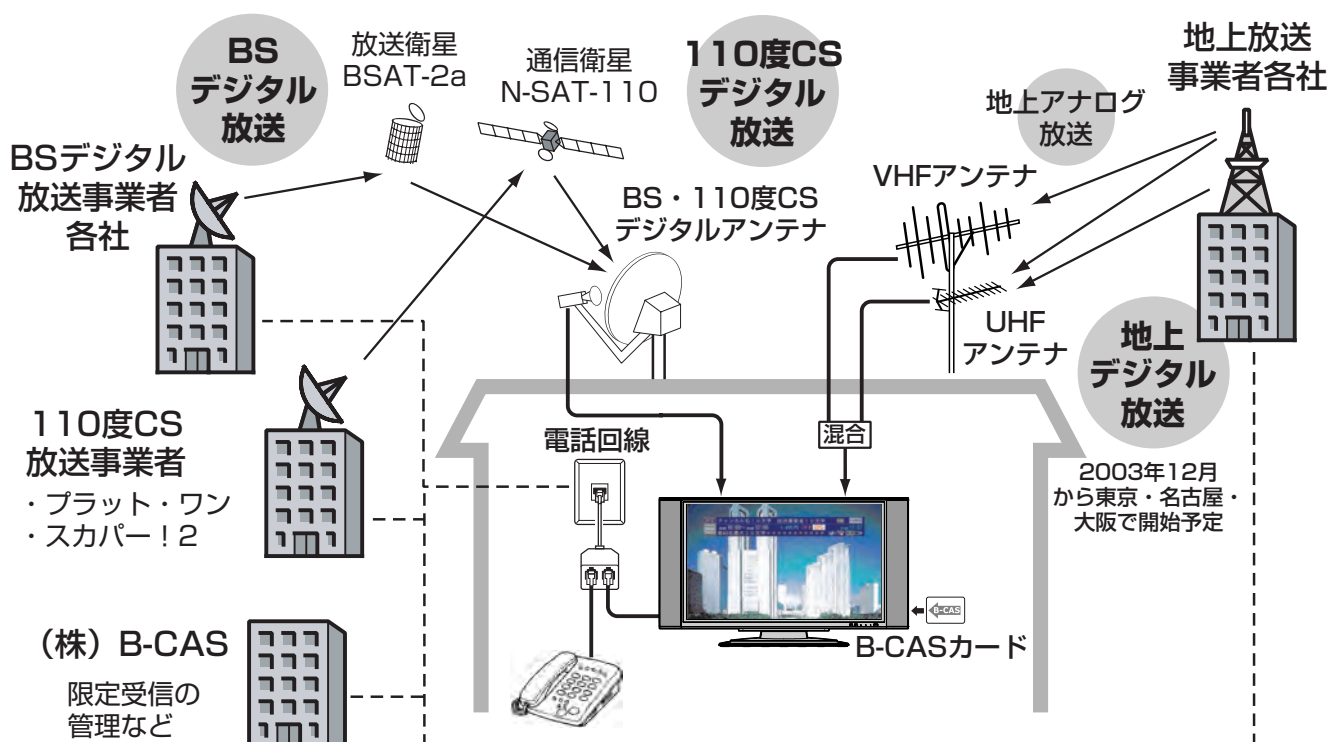 BS
デジタル
放送
放送衛星
BSAT-2a
通信衛星
N-SAT-110
110度CS
デジタル
放送
地上アナログ
放送
地上放送
事業者各社
BSデジタル
放送事業者
各社
BS・110度CS
デジタルアンテナ
VHFアンテナ
UHF
アンテナ
地上
デジタル
放送
2003年12月
から東京・名古屋・
大阪で開始予定
110度CS
放送事業者
・プラット・ワン
・スカパー！2
電話回線
混合
B-CAS
B-CASカード
（株）B-CAS
限定受信の
管理など